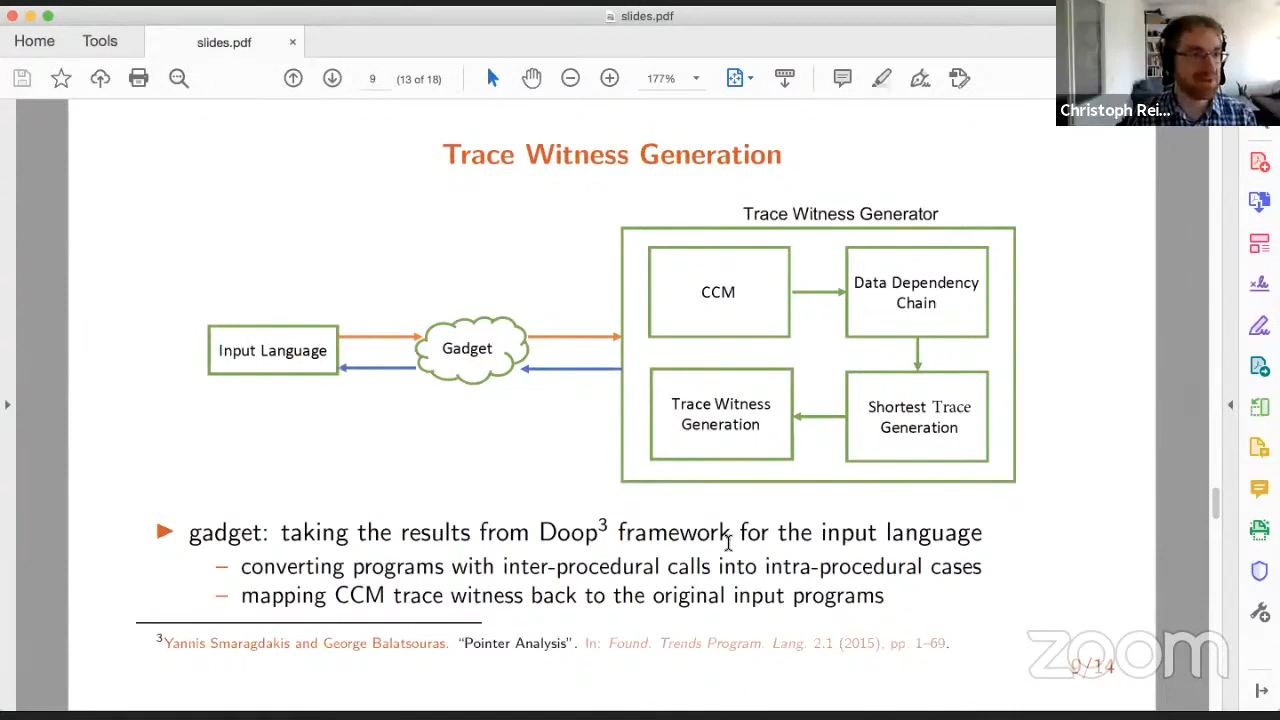 slides.pdf
Home
Tools
slides.pdf
×
9
(13 of 18)
177%
Christoph Rei...
Trace Witness Generation
Trace Witness Generator
CCM
Data Dependency
Chain
Input Language
Gadget
Trace Witness
Generation
Shortest Trace
Generation
gadget: taking the results from Doop³ framework for the input language
– converting programs with inter-procedural calls into intra-procedural cases
– mapping CCM trace witness back to the original input programs
³Yannis Smaragdakis and George Balatsouras. “Pointer Analysis”. In: Found. Trends Program. Lang. 2.1 (2015), pp. 1–69.
zoom
9/14